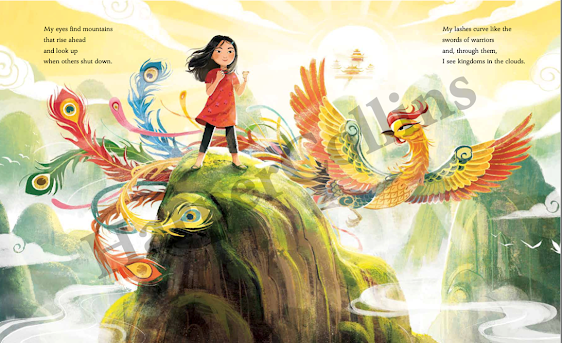 My eyes find mountains
that rise ahead
and look up
when others shut down.
My lashes curve like the
swords of warriors
and, through them,
I see kingdoms in the clouds.
HarperCollins